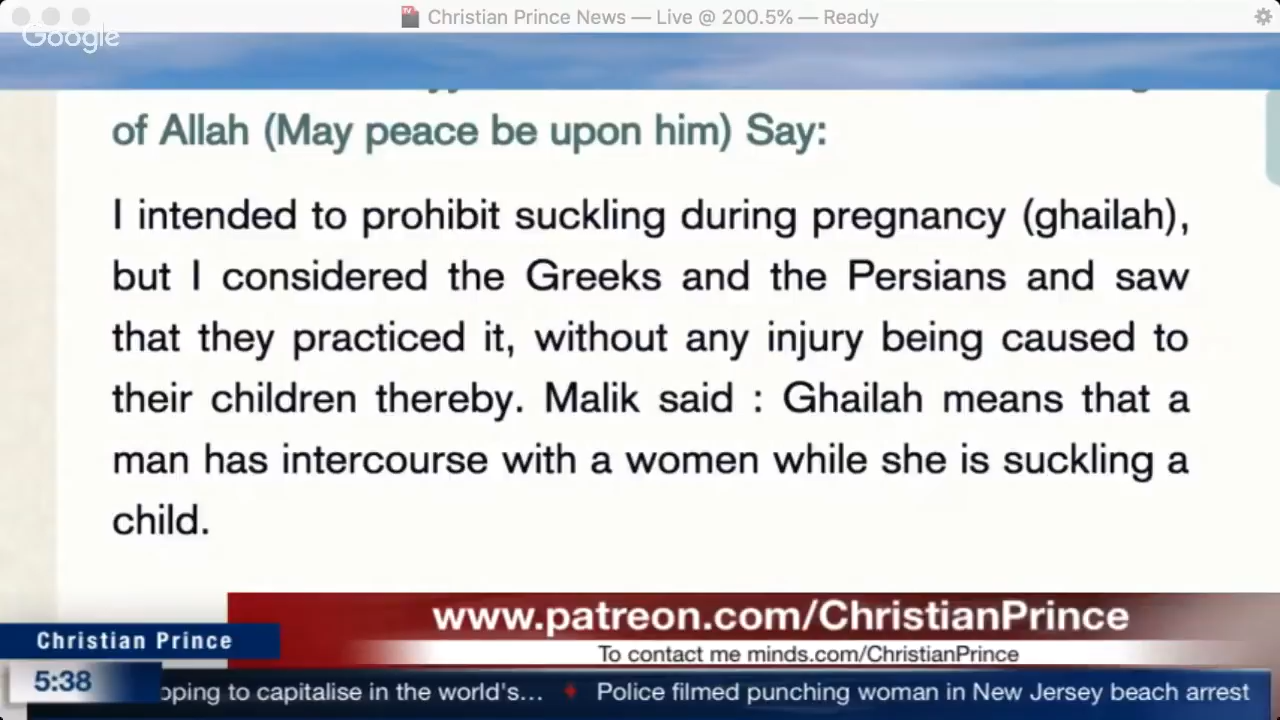 Christian Prince News — Live @ 200.5% — Ready
Google
of Allah (May peace be upon him) Say:
I intended to prohibit suckling during pregnancy (ghailah),
but I considered the Greeks and the Persians and saw
that they practiced it, without any injury being caused to
their children thereby. Malik said : Ghailah means that a
man has intercourse with a women while she is suckling a
child.
www.patreon.com/ChristianPrince
Christian Prince
To contact me minds.com/ChristianPrince
5:38
oping to capitalise in the world's... ♦ Police filmed punching woman in New Jersey beach arrest